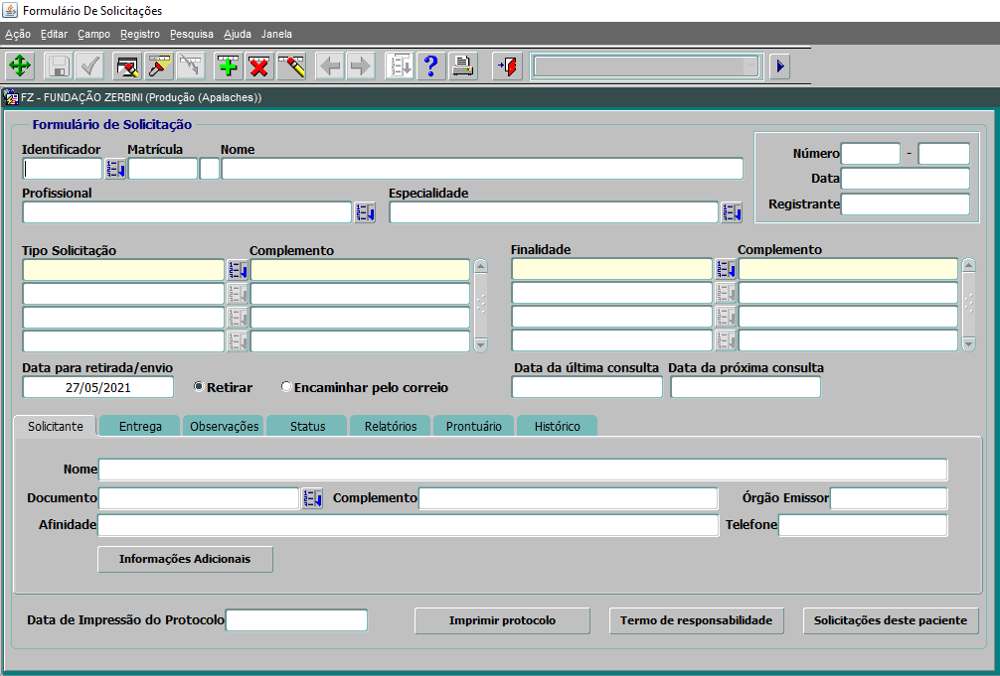 Formulário De Solicitações
Ação Editar Campo Registro Pesquisa Ajuda Janela
FZ - FUNDAÇÃO ZERBINI (Produção (Apalaches))
Formulário de Solicitação
Identificador Matrícula Nome
Número -
Data
Registrante
Profissional Especialidade
Tipo Solicitação Complemento Finalidade Complemento
Data para retirada/envio Data da última consulta Data da próxima consulta
27/05/2021 Retirar Encaminhar pelo correio
Solicitante Entrega Observações Status Relatórios Prontuário Histórico
Nome
Documento Complemento Órgão Emissor
Afinidade Telefone
Informações Adicionais
Data de Impressão do Protocolo Imprimir protocolo Termo de responsabilidade Solicitações deste paciente